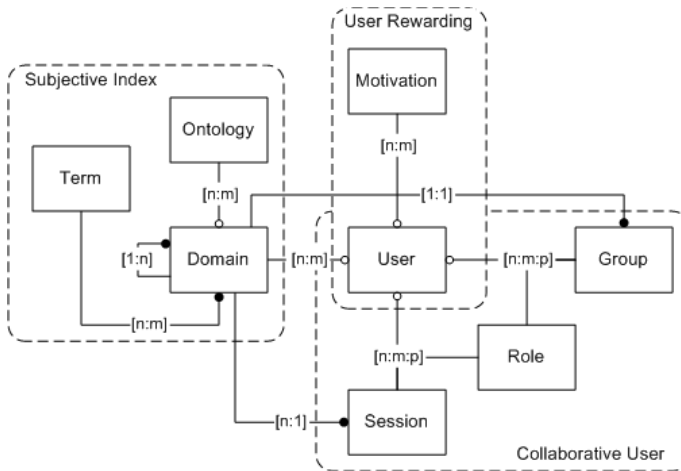 User Rewarding
Subjective Index
Motivation
Ontology
Term
[n:m]
[n:m]
[1:1]
[1:n]
Domain
[n:m]
User
[n:m:p]
Group
[n:m]
[n:m:p]
Role
[n:1]
Session
Collaborative User